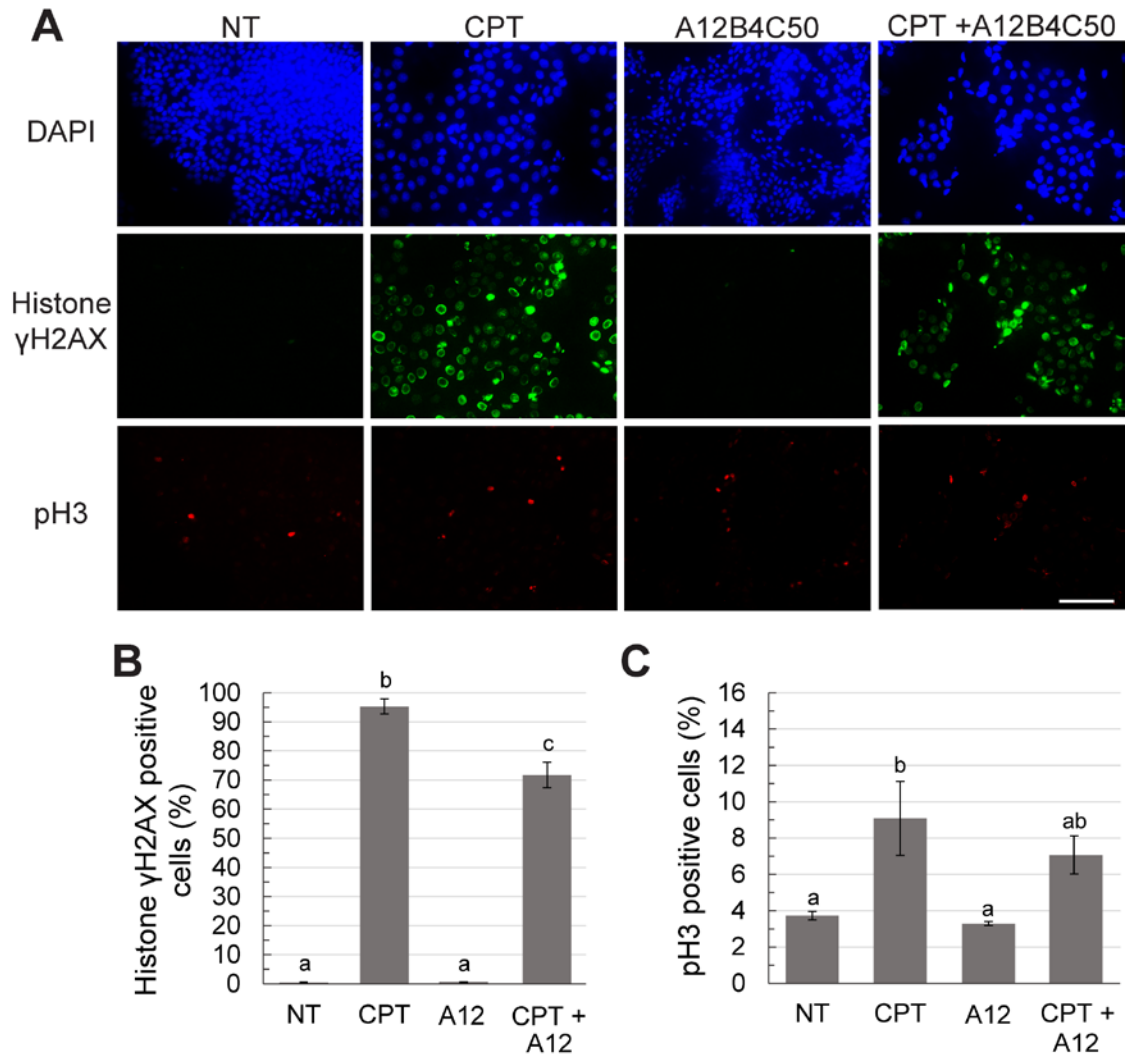 A
NT
CPT
A12B4C50
CPT +A12B4C50
DAPI
Histone
γH2AX
pH3
B
Histone γH2AX positive
cells (%)
100
90
80
70
60
50
40
30
20
10
0
a
b
a
c
NT
CPT
A12
CPT +
A12
C
pH3 positive cells (%)
16
14
12
10
8
6
4
2
0
a
b
a
ab
NT
CPT
A12
CPT +
A12